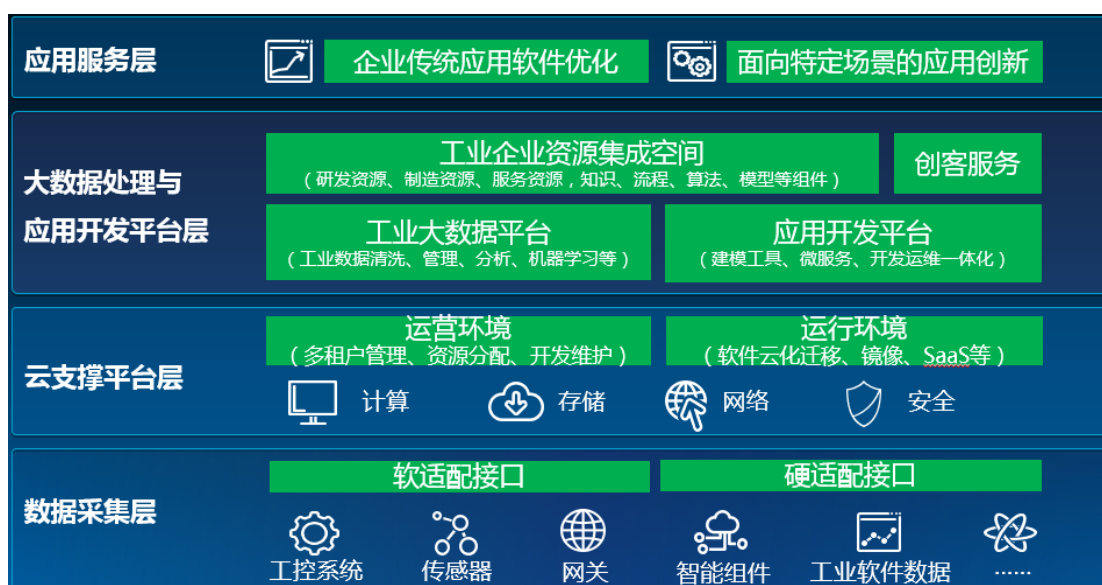 应用服务层
企业传统应用软件优化
面向特定场景的应用创新
大数据处理与
应用开发平台层
工业企业资源集成空间
（研发资源、制造资源、服务资源，知识、流程、算法、模型等组件）
创客服务
工业大数据平台
（工业数据清洗、管理、分析、机器学习等）
应用开发平台
（建模工具、微服务、开发运维一体化）
云支撑平台层
运营环境
（多租户管理、资源分配、开发维护）
运行环境
（软件云化迁移、镜像、SaaS等）
计算
存储
网络
安全
数据采集层
软适配接口
硬适配接口
工控系统
传感器
网关
智能组件
工业软件数据
……